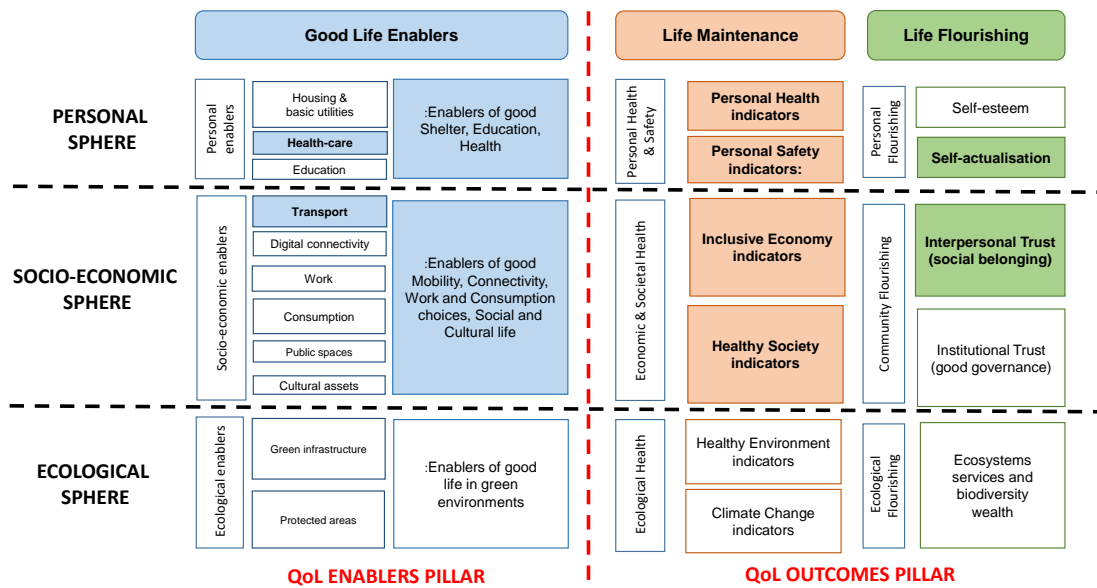 Good Life Enablers
Life Maintenance
Life Flourishing
PERSONAL
SPHERE
Personal
enablers
Housing &
basic utilities
Health-care
Education
:Enablers of good
Shelter, Education,
Health
Personal Health
& Safety
Personal Health
indicators
Personal Safety
indicators:
Personal
Flourishing
Self-esteem
Self-actualisation
SOCIO-ECONOMIC
SPHERE
Socio-economic enablers
Transport
Digital connectivity
Work
Consumption
Public spaces
Cultural assets
:Enablers of good
Mobility, Connectivity,
Work and Consumption
choices, Social and
Cultural life
Economic & Societal Health
Inclusive Economy
indicators
Healthy Society
indicators
Community Flourishing
Interpersonal Trust
(social belonging)
Institutional Trust
(good governance)
ECOLOGICAL
SPHERE
Ecological enablers
Green infrastructure
Protected areas
:Enablers of good
life in green
environments
Ecological Health
Healthy Environment
indicators
Climate Change
indicators
Ecological
Flourishing
Ecosystems
services and
biodiversity
wealth
QoL ENABLERS PILLAR
QoL OUTCOMES PILLAR